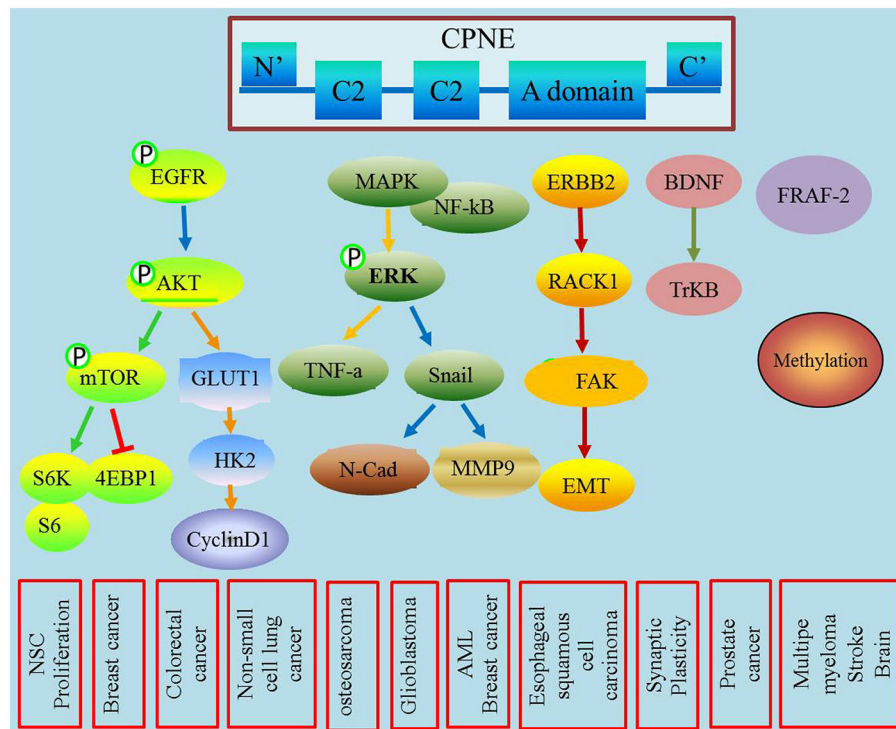 CPNE
N’
C2
C2
A domain
C’
P
EGFR
MAPK
NF-kB
ERBB2
BDNF
FRAF-2
P
AKT
P
ERK
RACK1
TrKB
P
mTOR
GLUT1
TNF-a
Snail
FAK
Methylation
S6K
4EBP1
HK2
N-Cad
MMP9
EMT
S6
CyclinD1
NSC
Proliferation
Breast cancer
Colorectal
cancer
Non-small
cell lung
cancer
osteosarcoma
Glioblastoma
AML
Breast cancer
Esophageal
squamous
cell
carcinoma
Synaptic
Plasticity
Prostate
cancer
Multipe
myeloma
Stroke
Brain